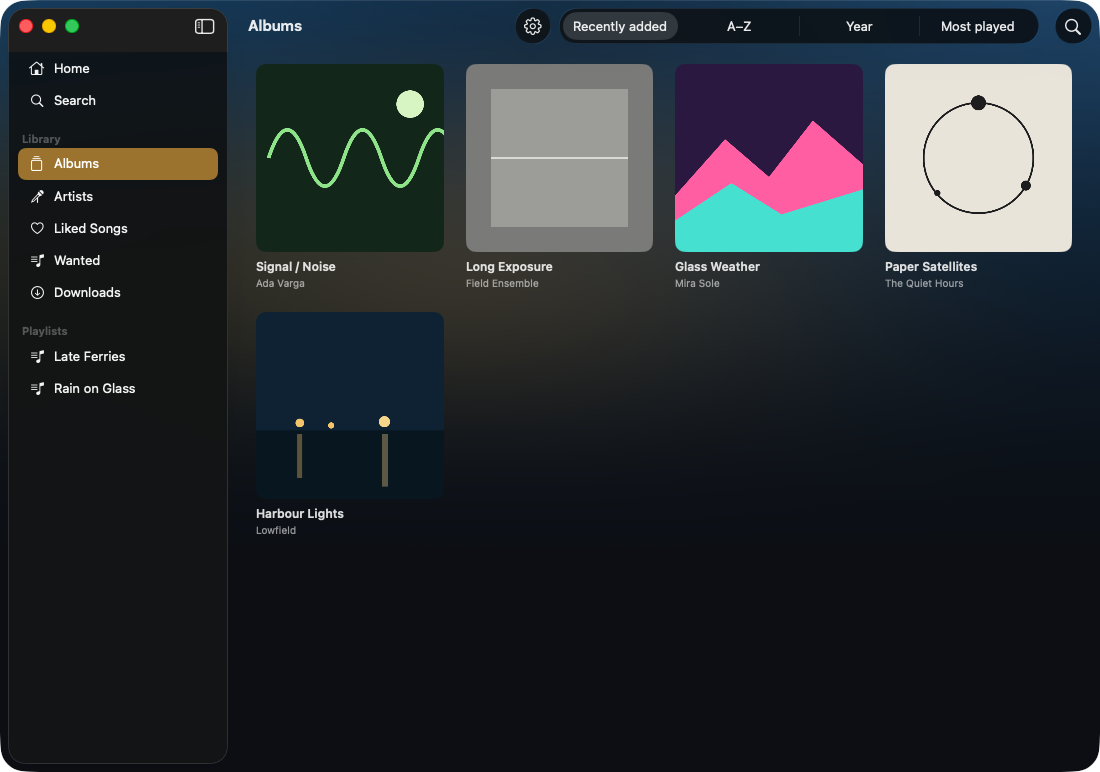 Albums
Recently added
A–Z
Year
Most played
Home
Search
Library
Albums
Artists
Liked Songs
Wanted
Downloads
Playlists
Late Ferries
Rain on Glass
Signal / Noise
Ada Varga
Long Exposure
Field Ensemble
Glass Weather
Mira Sole
Paper Satellites
The Quiet Hours
Harbour Lights
Lowfield